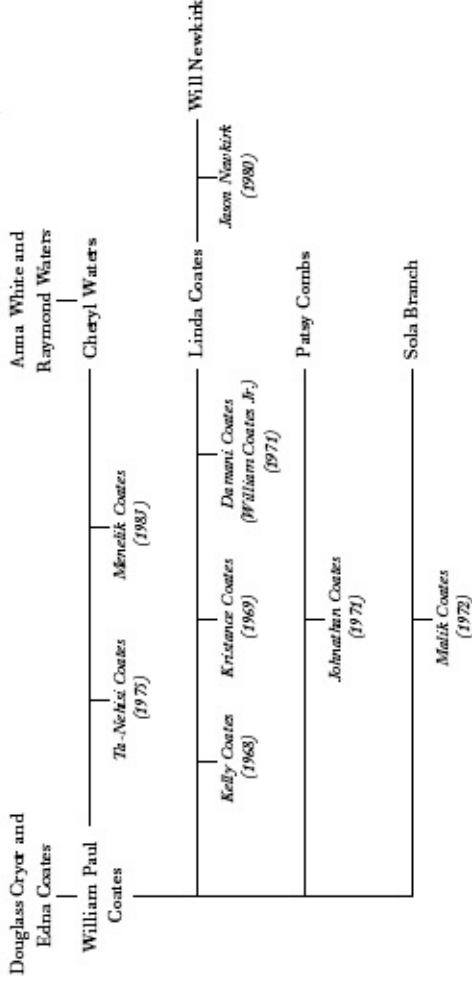 Douglass Cryor and
Edna Coates
Anna White and
Raymond Waters
William Paul
Coates
Cheryl Waters
Ta-Nehisi Coates
(1975)
Menelik Coates
(1983)
Linda Coates
Will Newkirk
Kelly Coates
(1968)
Kristance Coates
(1969)
Damani Coates
(William Coates Jr.)
(1971)
Jason Newkirk
(1980)
Patsy Combs
Johnathan Coates
(1971)
Sola Branch
Malik Coates
(1972)